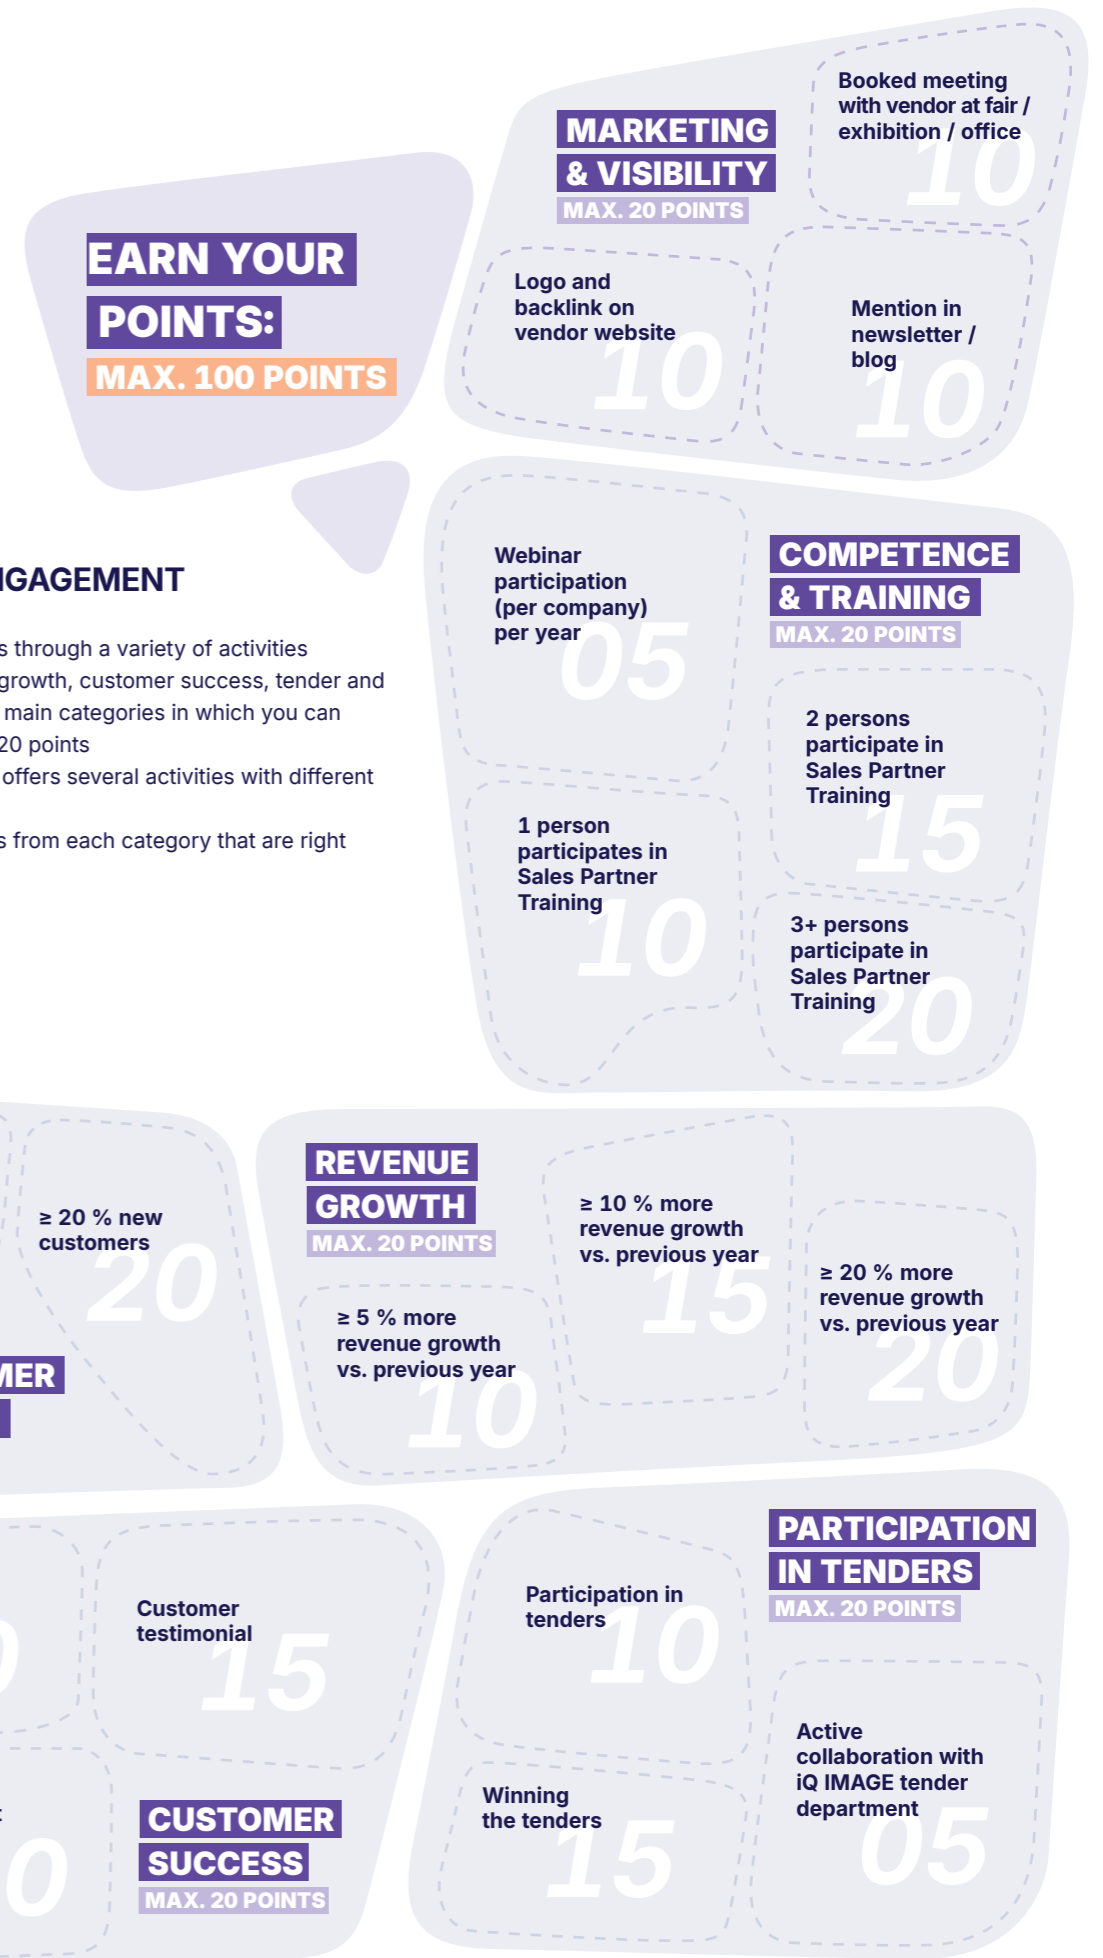 EARN YOUR
POINTS:
MAX. 100 POINTS
MARKETING
& VISIBILITY
MAX. 20 POINTS
Booked meeting
with vendor at fair /
exhibition / office
10
Logo and
backlink on
vendor website
10
Mention in
newsletter /
blog
10
through a variety of activities
growth, customer success, tender and
main categories in which you can
20 points
offers several activities with different
from each category that are right
Webinar
participation
(per company)
per year
05
COMPETENCE
& TRAINING
MAX. 20 POINTS
2 persons
participate in
Sales Partner
Training
15
1 person
participates in
Sales Partner
Training
10
3+ persons
participate in
Sales Partner
Training
20
≥ 20 % new
customers
20
REVENUE
GROWTH
MAX. 20 POINTS
≥ 5 % more
revenue growth
vs. previous year
10
≥ 10 % more
revenue growth
vs. previous year
15
≥ 20 % more
revenue growth
vs. previous year
20
Customer
testimonial
15
CUSTOMER
SUCCESS
MAX. 20 POINTS
PARTICIPATION
IN TENDERS
MAX. 20 POINTS
Participation in
tenders
10
Winning
the tenders
15
Active
collaboration with
iQ IMAGE tender
department
05